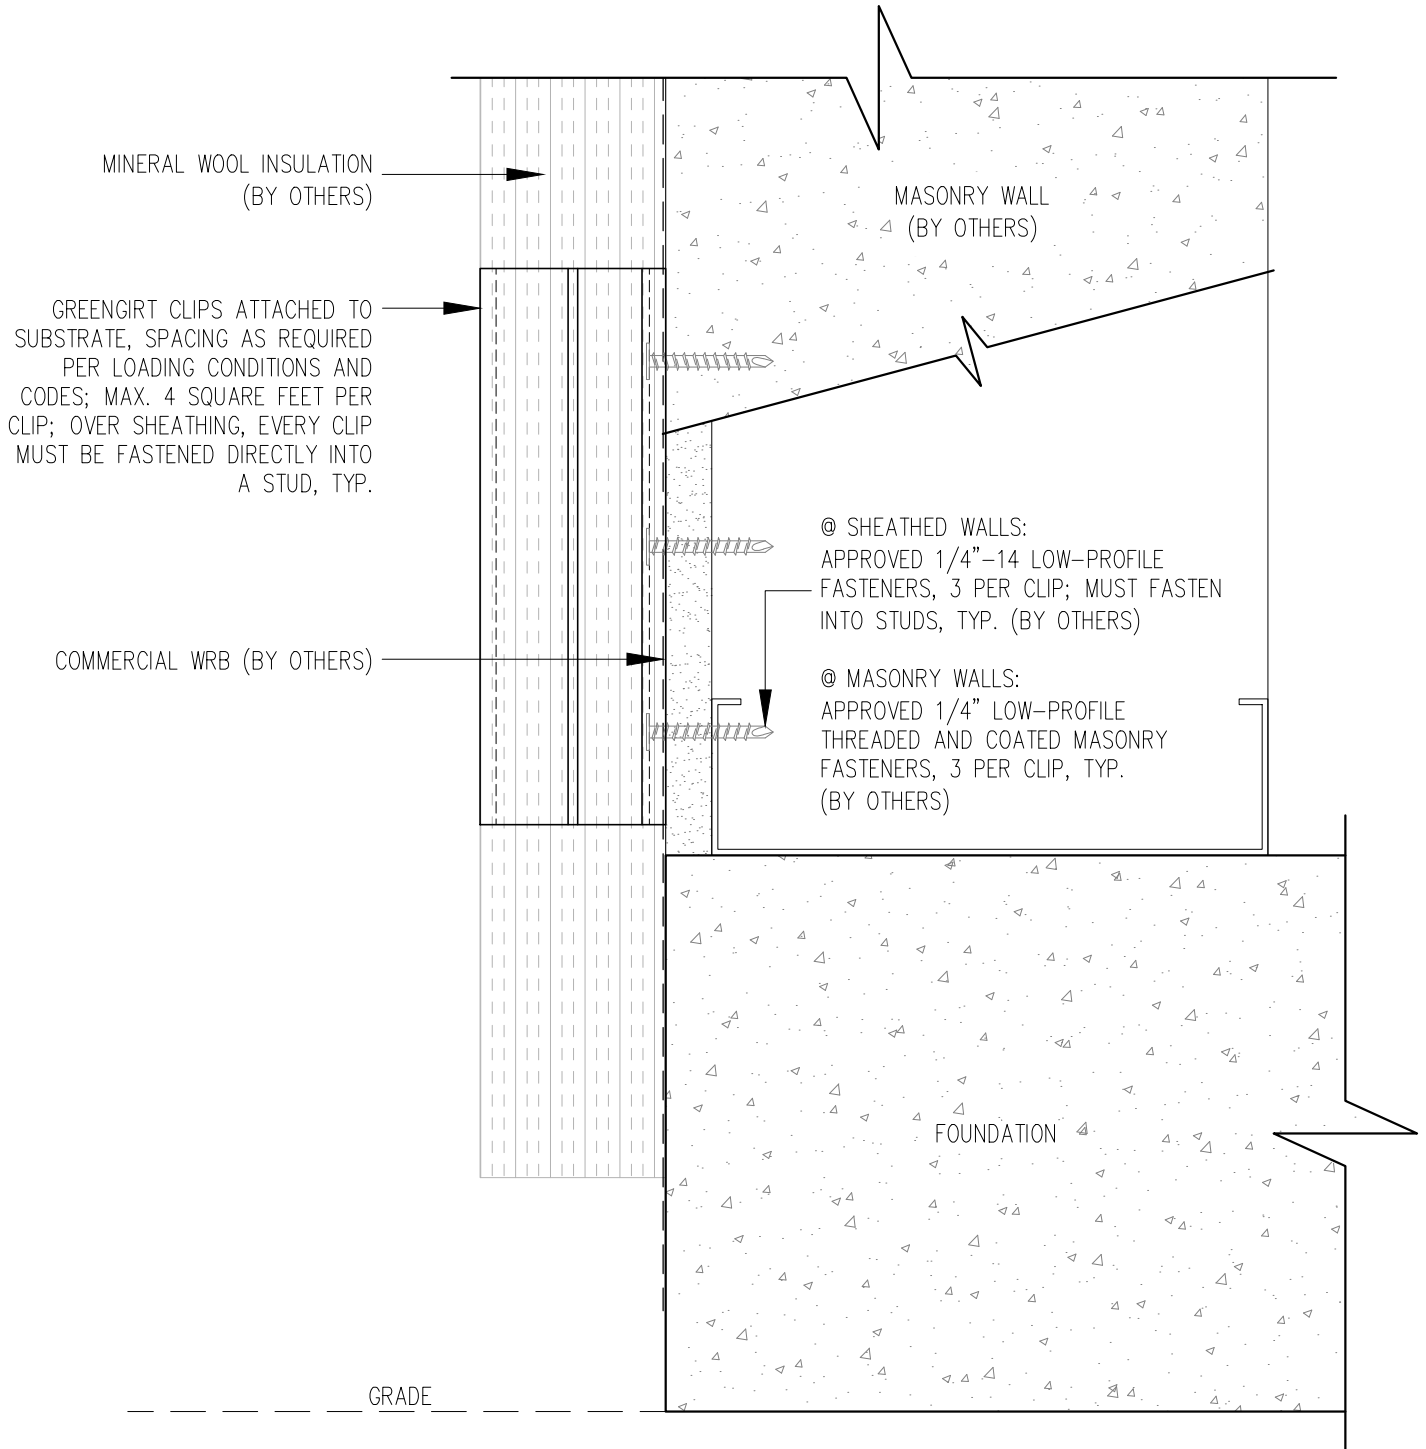 MINERAL WOOL INSULATION
(BY OTHERS)
MASONRY WALL
(BY OTHERS)
GREENGIRT CLIPS ATTACHED TO
SUBSTRATE, SPACING AS REQUIRED
PER LOADING CONDITIONS AND
CODES; MAX. 4 SQUARE FEET PER
CLIP; OVER SHEATHING, EVERY CLIP
MUST BE FASTENED DIRECTLY INTO
A STUD, TYP.
@ SHEATHED WALLS:
APPROVED 1/4"-14 LOW-PROFILE
FASTENERS, 3 PER CLIP; MUST FASTEN
INTO STUDS, TYP. (BY OTHERS)
COMMERCIAL WRB (BY OTHERS)
@ MASONRY WALLS:
APPROVED 1/4" LOW-PROFILE
THREADED AND COATED MASONRY
FASTENERS, 3 PER CLIP, TYP.
(BY OTHERS)
FOUNDATION
GRADE